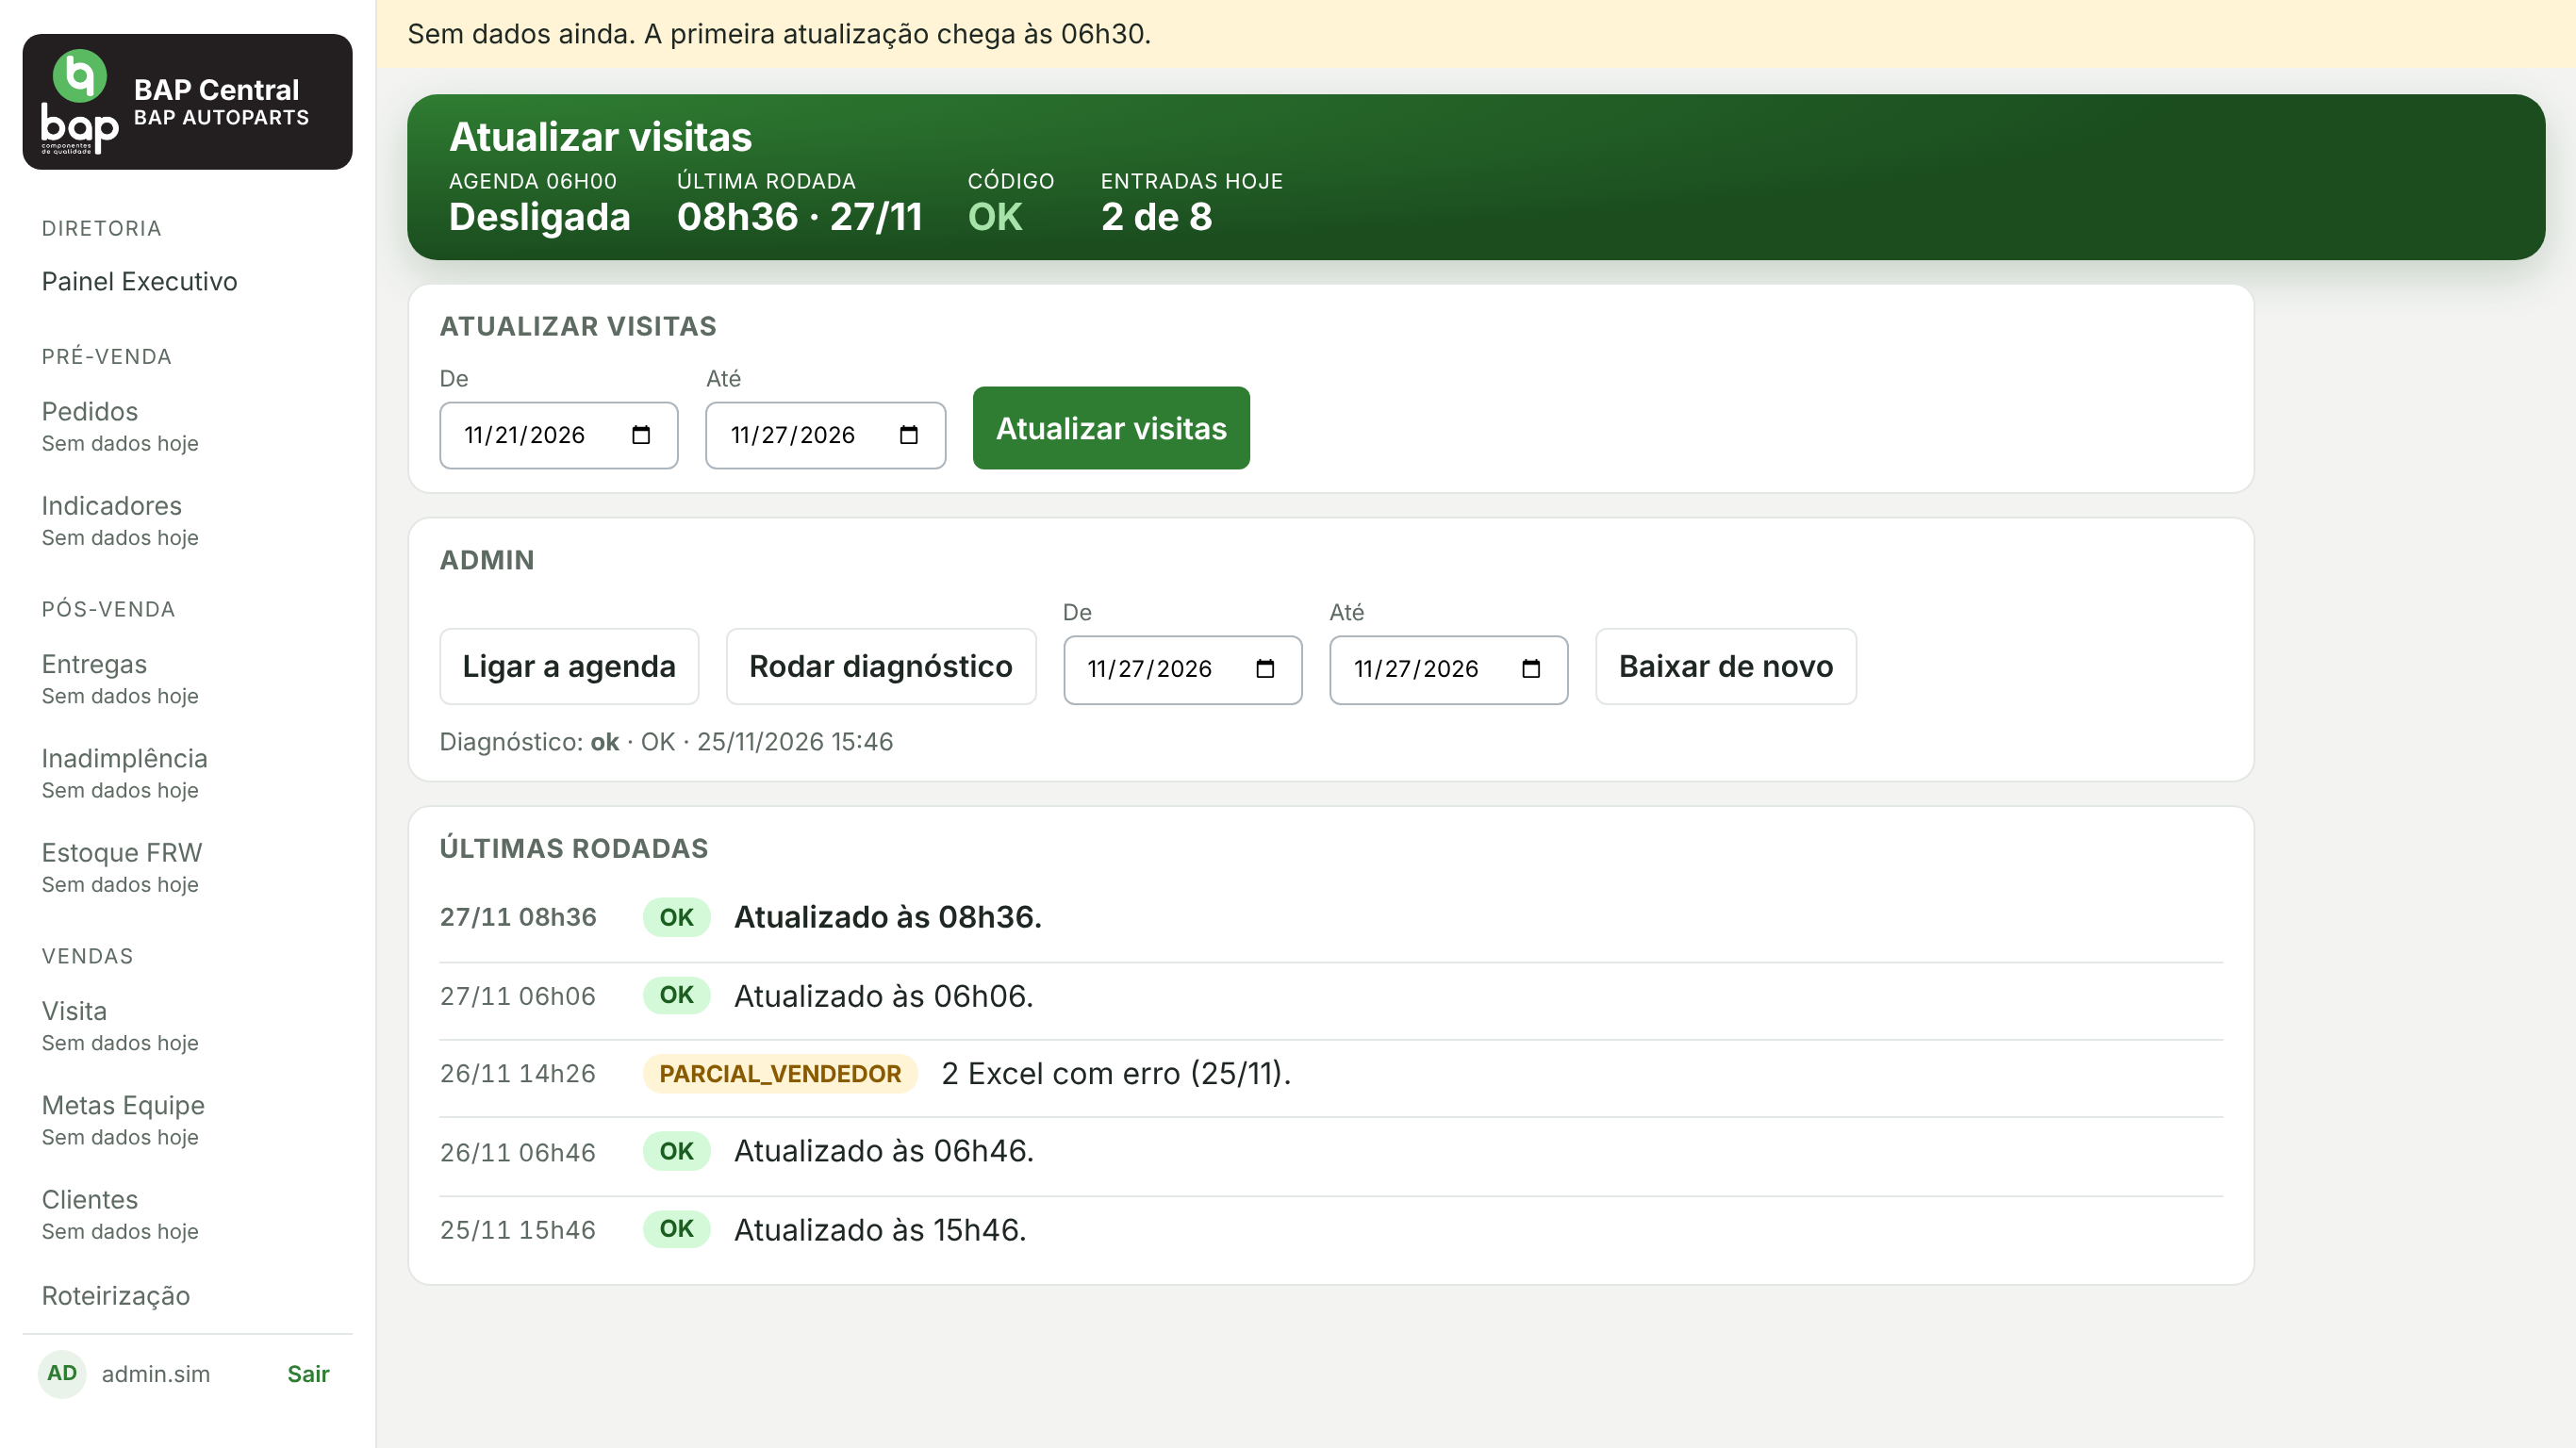 bap
componentes
de qualidade
BAP Central
BAP AUTOPARTS
DIRETORIA
Painel Executivo
PRÉ-VENDA
Pedidos
Sem dados hoje
Indicadores
Sem dados hoje
PÓS-VENDA
Entregas
Sem dados hoje
Inadimplência
Sem dados hoje
Estoque FRW
Sem dados hoje
VENDAS
Visita
Sem dados hoje
Metas Equipe
Sem dados hoje
Clientes
Sem dados hoje
Roteirização
AD admin.sim Sair
Sem dados ainda. A primeira atualização chega às 06h30.
Atualizar visitas
AGENDA 06H00 ÚLTIMA RODADA CÓDIGO ENTRADAS HOJE
Desligada 08h36 · 27/11 OK 2 de 8
ATUALIZAR VISITAS
De Até
11/21/2026 11/27/2026 Atualizar visitas
ADMIN
De Até
Ligar a agenda Rodar diagnóstico 11/27/2026 11/27/2026 Baixar de novo
Diagnóstico: ok · OK · 25/11/2026 15:46
ÚLTIMAS RODADAS
27/11 08h36 OK Atualizado às 08h36.
27/11 06h06 OK Atualizado às 06h06.
26/11 14h26 PARCIAL_VENDEDOR 2 Excel com erro (25/11).
26/11 06h46 OK Atualizado às 06h46.
25/11 15h46 OK Atualizado às 15h46.